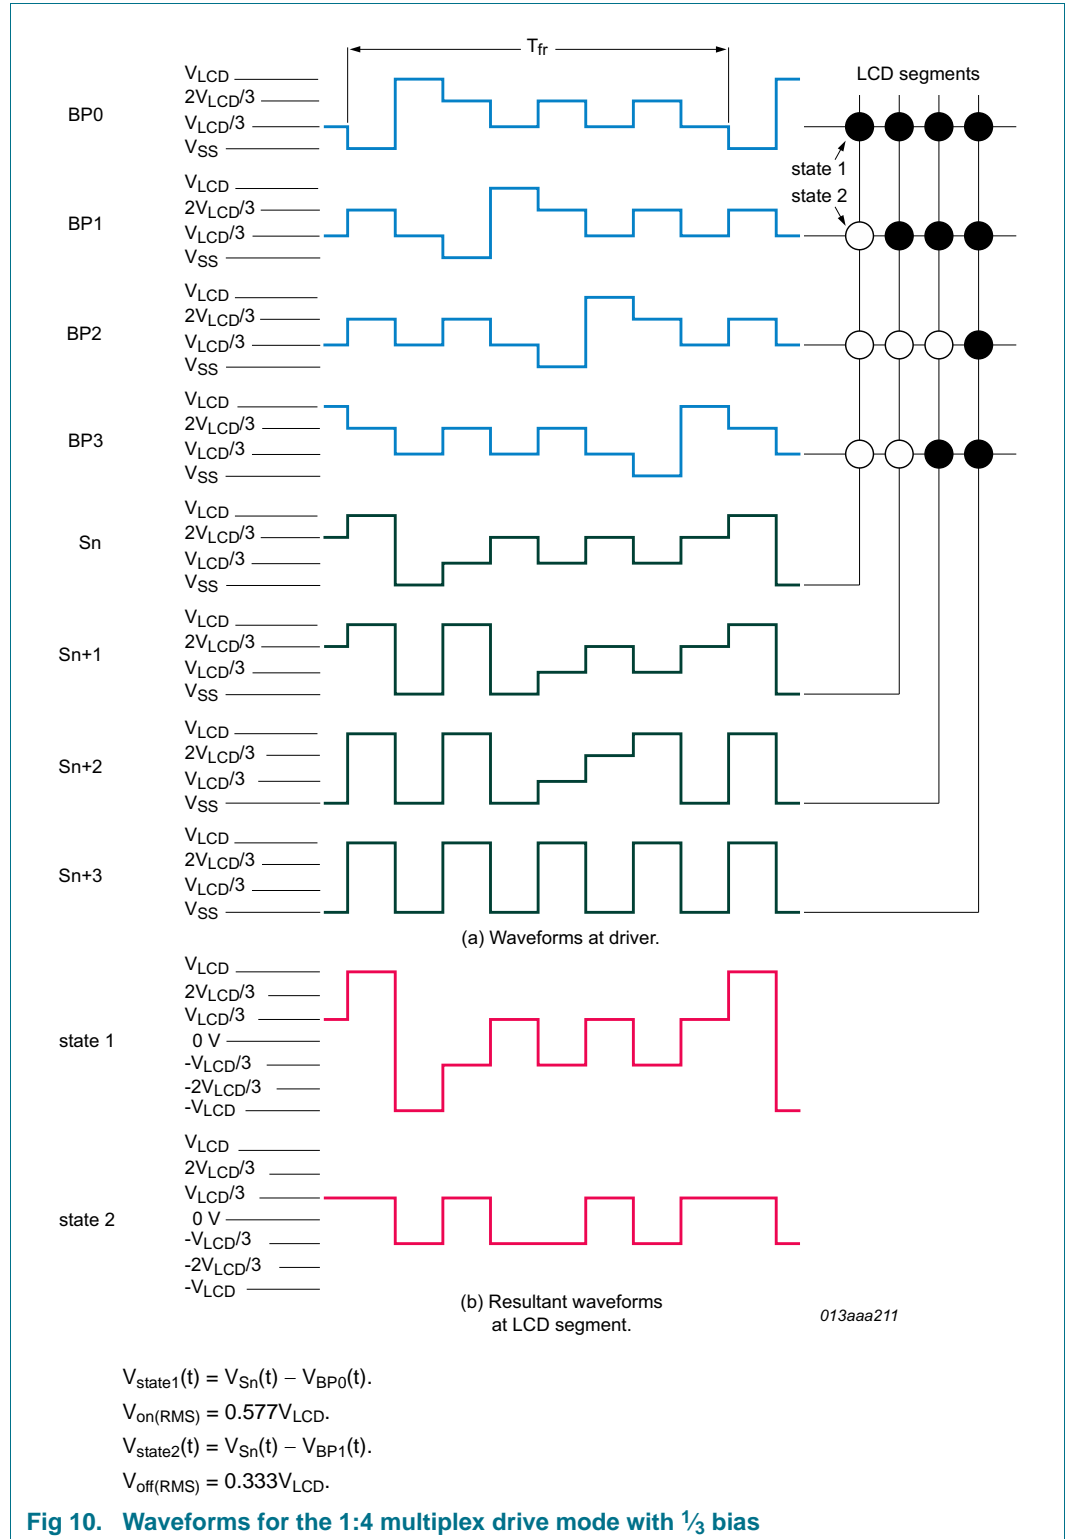 Tfr
BP0
VLCD
2VLCD/3
VLCD/3
VSS
LCD segments
state 1
state 2
BP1
VLCD
2VLCD/3
VLCD/3
VSS
BP2
VLCD
2VLCD/3
VLCD/3
VSS
BP3
VLCD
2VLCD/3
VLCD/3
VSS
Sn
VLCD
2VLCD/3
VLCD/3
VSS
Sn+1
VLCD
2VLCD/3
VLCD/3
VSS
Sn+2
VLCD
2VLCD/3
VLCD/3
VSS
Sn+3
VLCD
2VLCD/3
VLCD/3
VSS
(a) Waveforms at driver.
state 1
VLCD
2VLCD/3
VLCD/3
0 V
-VLCD/3
-2VLCD/3
-VLCD
state 2
VLCD
2VLCD/3
VLCD/3
0 V
-VLCD/3
-2VLCD/3
-VLCD
(b) Resultant waveforms
at LCD segment.
013aaa211
Vstate1(t) = VSn(t) − VBP0(t).
Von(RMS) = 0.577VLCD.
Vstate2(t) = VSn(t) − VBP1(t).
Voff(RMS) = 0.333VLCD.
Fig 10. Waveforms for the 1:4 multiplex drive mode with 1⁄3 bias